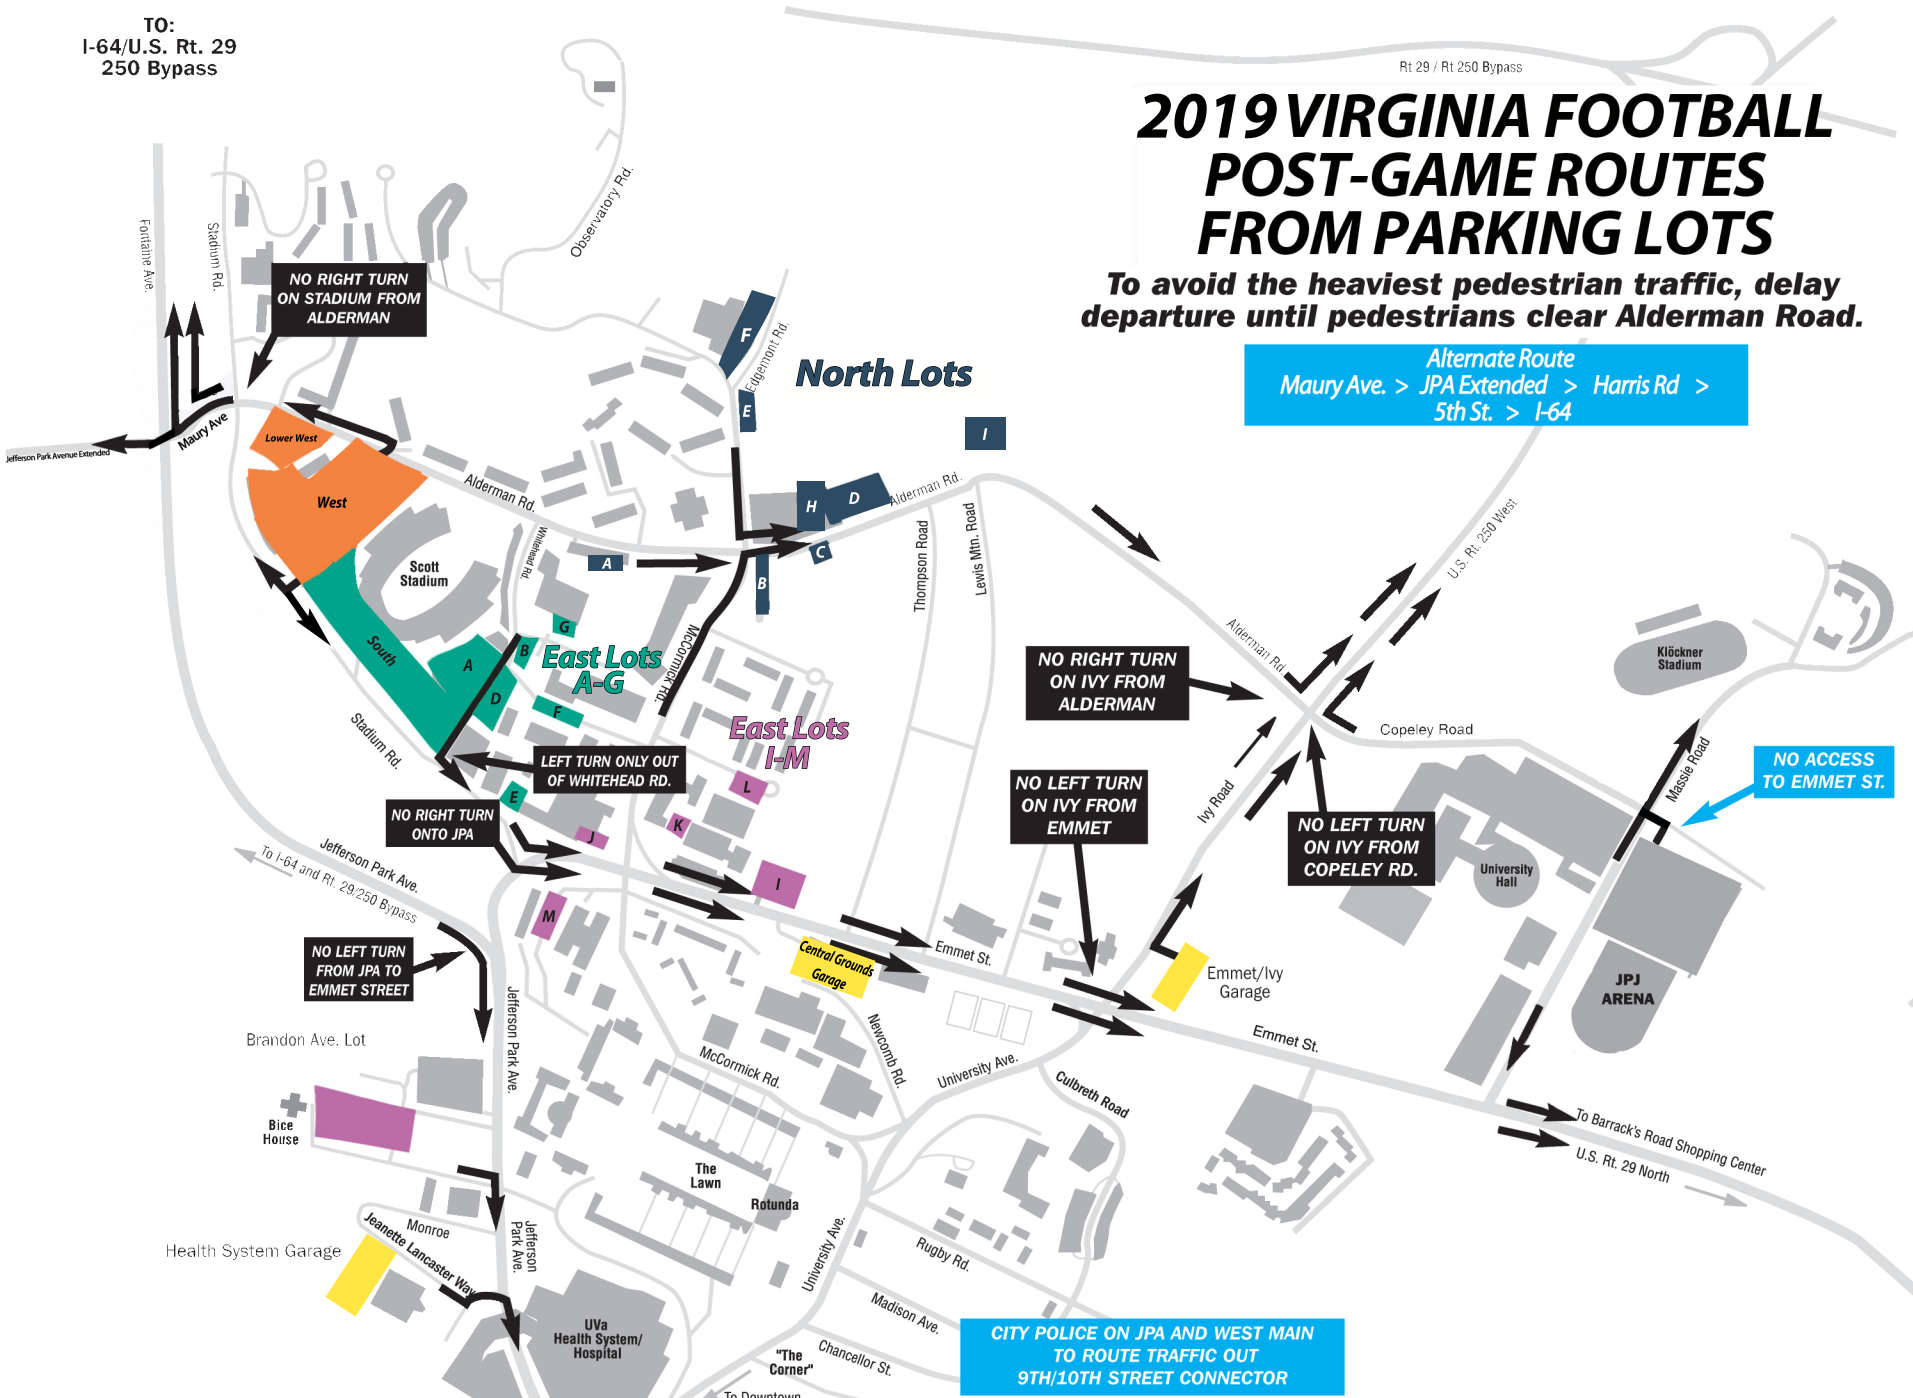 TO:
I-64/U.S. Rt. 29
250 Bypass
Rt 29 / Rt 250 Bypass
2019 VIRGINIA FOOTBALL
POST-GAME ROUTES
FROM PARKING LOTS
To avoid the heaviest pedestrian traffic, delay
departure until pedestrians clear Alderman Road.
Alternate Route
Maury Ave. > JPA Extended > Harris Rd >
5th St. > I-64
Fontaine Ave.
Stadium Rd.
Observatory Rd.
NO RIGHT TURN
ON STADIUM FROM
ALDERMAN
F
Edgemont Rd.
North Lots
E
I
Maury Ave
Jefferson Park Avenue Extended
Lower West
West
Alderman Rd.
Whitehead Rd.
H
D
Alderman Rd.
C
A
B
Scott
Stadium
Thompson Road
Lewis Mtn. Road
U.S. Rt. 250 West
South
A
B
G
D
F
E
East Lots
A-G
McCormick Rd.
Alderman Rd.
NO RIGHT TURN
ON IVY FROM
ALDERMAN
Klöckner
Stadium
Copeley Road
Massie Road
NO ACCESS
TO EMMET ST.
East Lots
I-M
Stadium Rd.
LEFT TURN ONLY OUT
OF WHITEHEAD RD.
NO RIGHT TURN
ONTO JPA
L
K
J
I
M
NO LEFT TURN
ON IVY FROM
EMMET
Ivy Road
NO LEFT TURN
ON IVY FROM
COPELEY RD.
University
Hall
JPJ
ARENA
Jefferson Park Ave.
To I-64 and Rt. 29/250 Bypass
NO LEFT TURN
FROM JPA TO
EMMET STREET
Central Grounds
Garage
Emmet St.
Emmet/Ivy
Garage
Emmet St.
Jefferson Park Ave.
Brandon Ave. Lot
Bice
House
McCormick Rd.
Newcomb Rd.
University Ave.
Culbreth Road
To Barrack's Road Shopping Center
U.S. Rt. 29 North
The
Lawn
Rotunda
Monroe
Jeanette Lancaster Way
Health System Garage
Jefferson
Park Ave.
University Ave.
Rugby Rd.
Madison Ave.
Chancellor St.
UVa
Health System/
Hospital
"The
Corner"
To Downtown
CITY POLICE ON JPA AND WEST MAIN
TO ROUTE TRAFFIC OUT
9TH/10TH STREET CONNECTOR